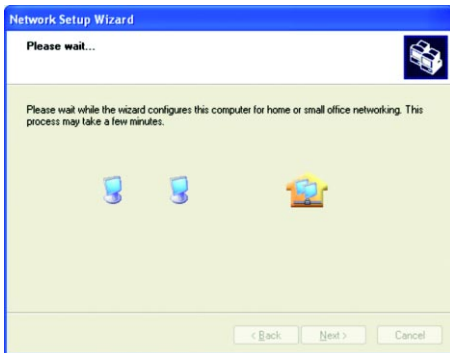 Network Setup Wizard
Please wait...
Please wait while the wizard configures this computer for home or small office networking. This
process may take a few minutes.
< Back
Next >
Cancel